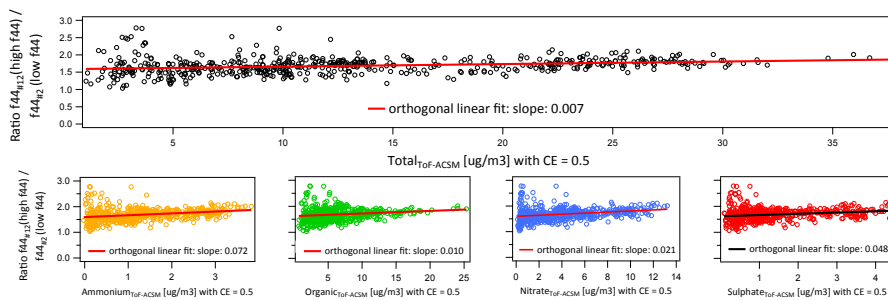 Ratio f44#12(high f44) /
f44#2 (low f44)
3.0
2.5
2.0
1.5
1.0
0.5
0.0
orthogonal linear fit: slope: 0.007
5
10
15
20
25
30
35
TotalToF-ACSM [ug/m3] with CE = 0.5
Ratio f44#12(high f44) /
f44#2 (low f44)
3.0
2.0
1.0
0.0
orthogonal linear fit: slope: 0.072
0
1
2
3
AmmoniumToF-ACSM [ug/m3] with CE = 0.5
orthogonal linear fit: slope: 0.010
5
10
15
20
25
OrganicToF-ACSM [ug/m3] with CE = 0.5
orthogonal linear fit: slope: 0.021
0
2
4
6
8
10
12
14
NitrateToF-ACSM [ug/m3] with CE = 0.5
orthogonal linear fit: slope: 0.048
1
2
3
4
SulphateToF-ACSM [ug/m3] with CE = 0.5